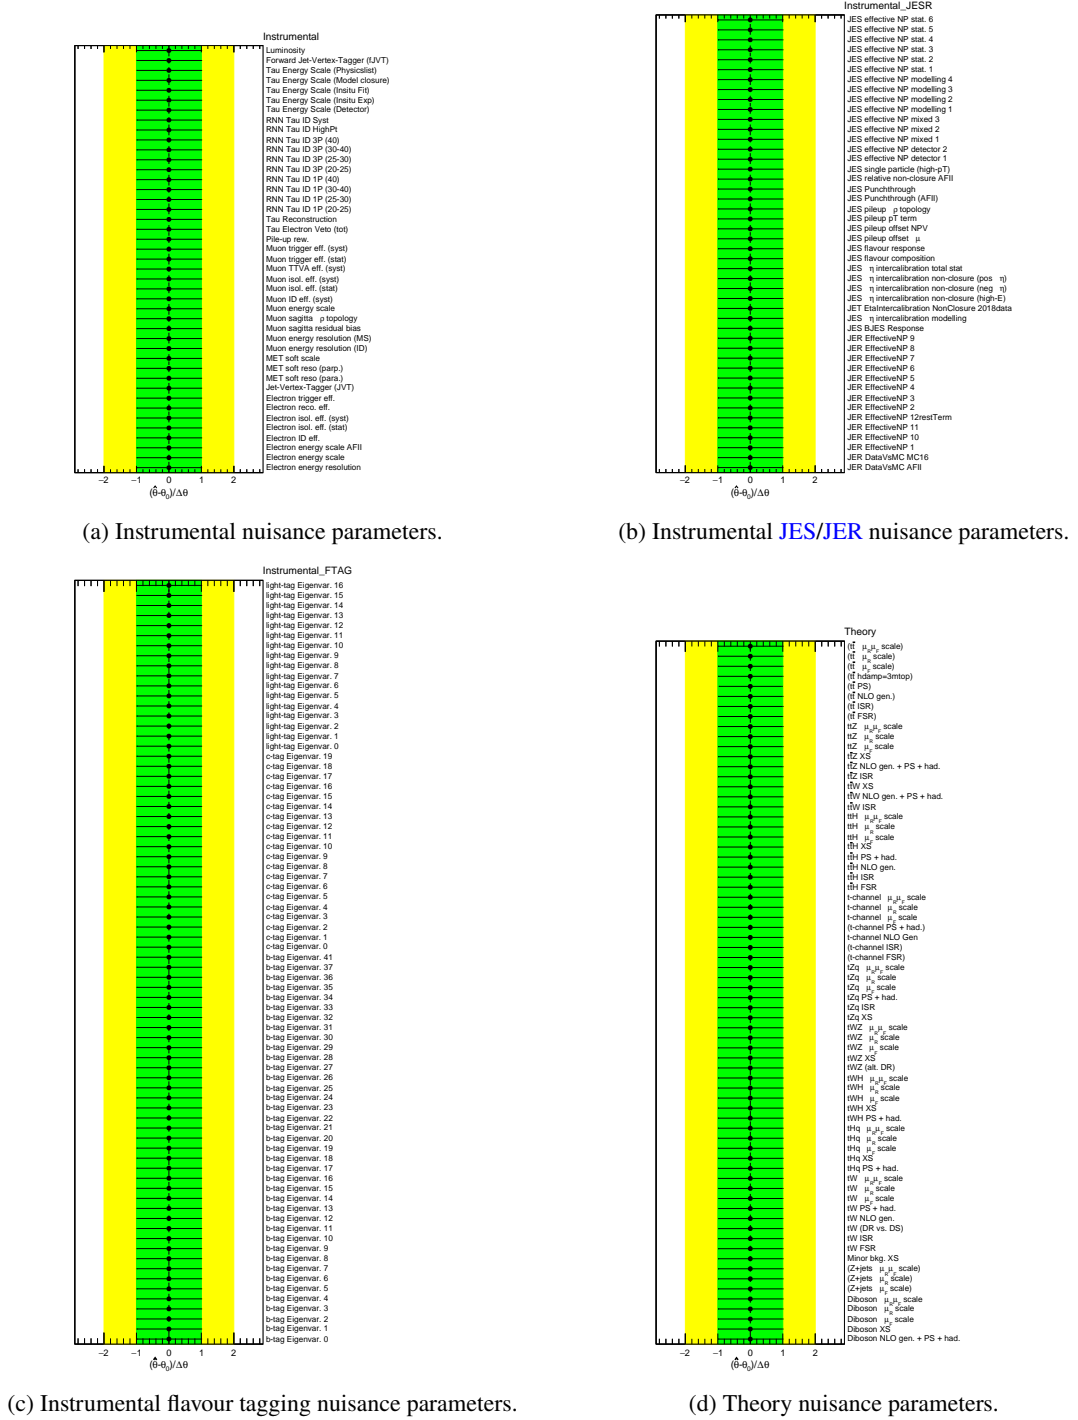 Instrumental
Luminosity
Forward Jet-Vertex-Tagger (fJVT)
Tau Energy Scale (Physicslist)
Tau Energy Scale (Model closure)
Tau Energy Scale (Insitu Fit)
Tau Energy Scale (Insitu Exp)
Tau Energy Scale (Detector)
RNN Tau ID Syst
RNN Tau ID HighPt
RNN Tau ID 3P (40)
RNN Tau ID 3P (30-40)
RNN Tau ID 3P (25-30)
RNN Tau ID 3P (20-25)
RNN Tau ID 1P (40)
RNN Tau ID 1P (30-40)
RNN Tau ID 1P (25-30)
RNN Tau ID 1P (20-25)
Tau Reconstruction
Tau Electron Veto (tot)
Pile-up rew.
Muon trigger eff. (syst)
Muon trigger eff. (stat)
Muon TTVA eff. (syst)
Muon isol. eff. (syst)
Muon isol. eff. (stat)
Muon ID eff. (syst)
Muon energy scale
Muon sagitta ρ topology
Muon sagitta residual bias
Muon energy resolution (MS)
Muon energy resolution (ID)
MET soft scale
MET soft reso (parp.)
MET soft reso (para.)
Jet-Vertex-Tagger (JVT)
Electron trigger eff.
Electron reco. eff.
Electron isol. eff. (syst)
Electron isol. eff. (stat)
Electron ID eff.
Electron energy scale AFII
Electron energy scale
Electron energy resolution
−2 −1 0 1 2
(θ̂-θ₀)/Δθ
(a) Instrumental nuisance parameters.
Instrumental_JESR
JES effective NP stat. 6
JES effective NP stat. 5
JES effective NP stat. 4
JES effective NP stat. 3
JES effective NP stat. 2
JES effective NP stat. 1
JES effective NP modelling 4
JES effective NP modelling 3
JES effective NP modelling 2
JES effective NP modelling 1
JES effective NP mixed 3
JES effective NP mixed 2
JES effective NP mixed 1
JES effective NP detector 2
JES effective NP detector 1
JES single particle (high-pT)
JES relative non-closure AFII
JES Punchthrough
JES Punchthrough (AFII)
JES pileup ρ topology
JES pileup pT term
JES pileup offset NPV
JES pileup offset μ
JES flavour response
JES flavour composition
JES η intercalibration total stat
JES η intercalibration non-closure (pos η)
JES η intercalibration non-closure (neg η)
JES η intercalibration non-closure (high-E)
JET EtaIntercalibration NonClosure 2018data
JES η intercalibration modelling
JES BJES Response
JER EffectiveNP 9
JER EffectiveNP 8
JER EffectiveNP 7
JER EffectiveNP 6
JER EffectiveNP 5
JER EffectiveNP 4
JER EffectiveNP 3
JER EffectiveNP 2
JER EffectiveNP 12restTerm
JER EffectiveNP 11
JER EffectiveNP 10
JER EffectiveNP 1
JER DataVsMC MC16
JER DataVsMC AFII
−2 −1 0 1 2
(θ̂-θ₀)/Δθ
(b) Instrumental JES/JER nuisance parameters.
Instrumental_FTAG
light-tag Eigenvar. 16
light-tag Eigenvar. 15
light-tag Eigenvar. 14
light-tag Eigenvar. 13
light-tag Eigenvar. 12
light-tag Eigenvar. 11
light-tag Eigenvar. 10
light-tag Eigenvar. 9
light-tag Eigenvar. 8
light-tag Eigenvar. 7
light-tag Eigenvar. 6
light-tag Eigenvar. 5
light-tag Eigenvar. 4
light-tag Eigenvar. 3
light-tag Eigenvar. 2
light-tag Eigenvar. 1
light-tag Eigenvar. 0
c-tag Eigenvar. 19
c-tag Eigenvar. 18
c-tag Eigenvar. 17
c-tag Eigenvar. 16
c-tag Eigenvar. 15
c-tag Eigenvar. 14
c-tag Eigenvar. 13
c-tag Eigenvar. 12
c-tag Eigenvar. 11
c-tag Eigenvar. 10
c-tag Eigenvar. 9
c-tag Eigenvar. 8
c-tag Eigenvar. 7
c-tag Eigenvar. 6
c-tag Eigenvar. 5
c-tag Eigenvar. 4
c-tag Eigenvar. 3
c-tag Eigenvar. 2
c-tag Eigenvar. 1
c-tag Eigenvar. 0
b-tag Eigenvar. 41
b-tag Eigenvar. 37
b-tag Eigenvar. 36
b-tag Eigenvar. 35
b-tag Eigenvar. 34
b-tag Eigenvar. 33
b-tag Eigenvar. 32
b-tag Eigenvar. 31
b-tag Eigenvar. 30
b-tag Eigenvar. 29
b-tag Eigenvar. 28
b-tag Eigenvar. 27
b-tag Eigenvar. 26
b-tag Eigenvar. 25
b-tag Eigenvar. 24
b-tag Eigenvar. 23
b-tag Eigenvar. 22
b-tag Eigenvar. 21
b-tag Eigenvar. 20
b-tag Eigenvar. 19
b-tag Eigenvar. 18
b-tag Eigenvar. 17
b-tag Eigenvar. 16
b-tag Eigenvar. 15
b-tag Eigenvar. 14
b-tag Eigenvar. 13
b-tag Eigenvar. 12
b-tag Eigenvar. 11
b-tag Eigenvar. 10
b-tag Eigenvar. 9
b-tag Eigenvar. 8
b-tag Eigenvar. 7
b-tag Eigenvar. 6
b-tag Eigenvar. 5
b-tag Eigenvar. 4
b-tag Eigenvar. 3
b-tag Eigenvar. 2
b-tag Eigenvar. 1
b-tag Eigenvar. 0
−2 −1 0 1 2
(θ̂-θ₀)/Δθ
(c) Instrumental flavour tagging nuisance parameters.
Theory
(tt̄ μ_Rμ_F scale)
(tt̄ μ_R scale)
(tt̄ μ_F scale)
(tt̄ hdamp=3mtop)
(tt̄ PS)
(tt̄ NLO gen.)
(tt̄ ISR)
(tt̄ FSR)
ttZ μ_Rμ_F scale
ttZ μ_R scale
ttZ μ_F scale
tt̄Z XS
tt̄Z NLO gen. + PS + had.
tt̄Z ISR
tt̄W XS
tt̄W NLO gen. + PS + had.
tt̄W ISR
ttH μ_Rμ_F scale
ttH μ_R scale
ttH μ_F scale
tt̄H XS
tt̄H PS + had.
tt̄H NLO gen.
tt̄H ISR
tt̄H FSR
t-channel μ_Rμ_F scale
t-channel μ_R scale
t-channel μ_F scale
(t-channel PS + had.)
t-channel NLO Gen
(t-channel ISR)
(t-channel FSR)
tZq μ_Rμ_F scale
tZq μ_R scale
tZq μ_F scale
tZq PS + had.
tZq ISR
tZq XS
tWZ μ_Rμ_F scale
tWZ μ_R scale
tWZ μ_F scale
tWZ XS
tWZ (alt. DR)
tWH μ_Rμ_F scale
tWH μ_R scale
tWH μ_F scale
tWH XS
tWH PS + had.
tHq μ_Rμ_F scale
tHq μ_R scale
tHq μ_F scale
tHq XS
tHq PS + had.
tW μ_Rμ_F scale
tW μ_R scale
tW μ_F scale
tW PS + had.
tW NLO gen.
tW (DR vs. DS)
tW ISR
tW FSR
Minor bkg. XS
(Z+jets μ_Rμ_F scale)
(Z+jets μ_R scale)
(Z+jets μ_F scale)
Diboson μ_Rμ_F scale
Diboson μ_R scale
Diboson μ_F scale
Diboson XS
Diboson NLO gen. + PS + had.
−2 −1 0 1 2
(θ̂-θ₀)/Δθ
(d) Theory nuisance parameters.